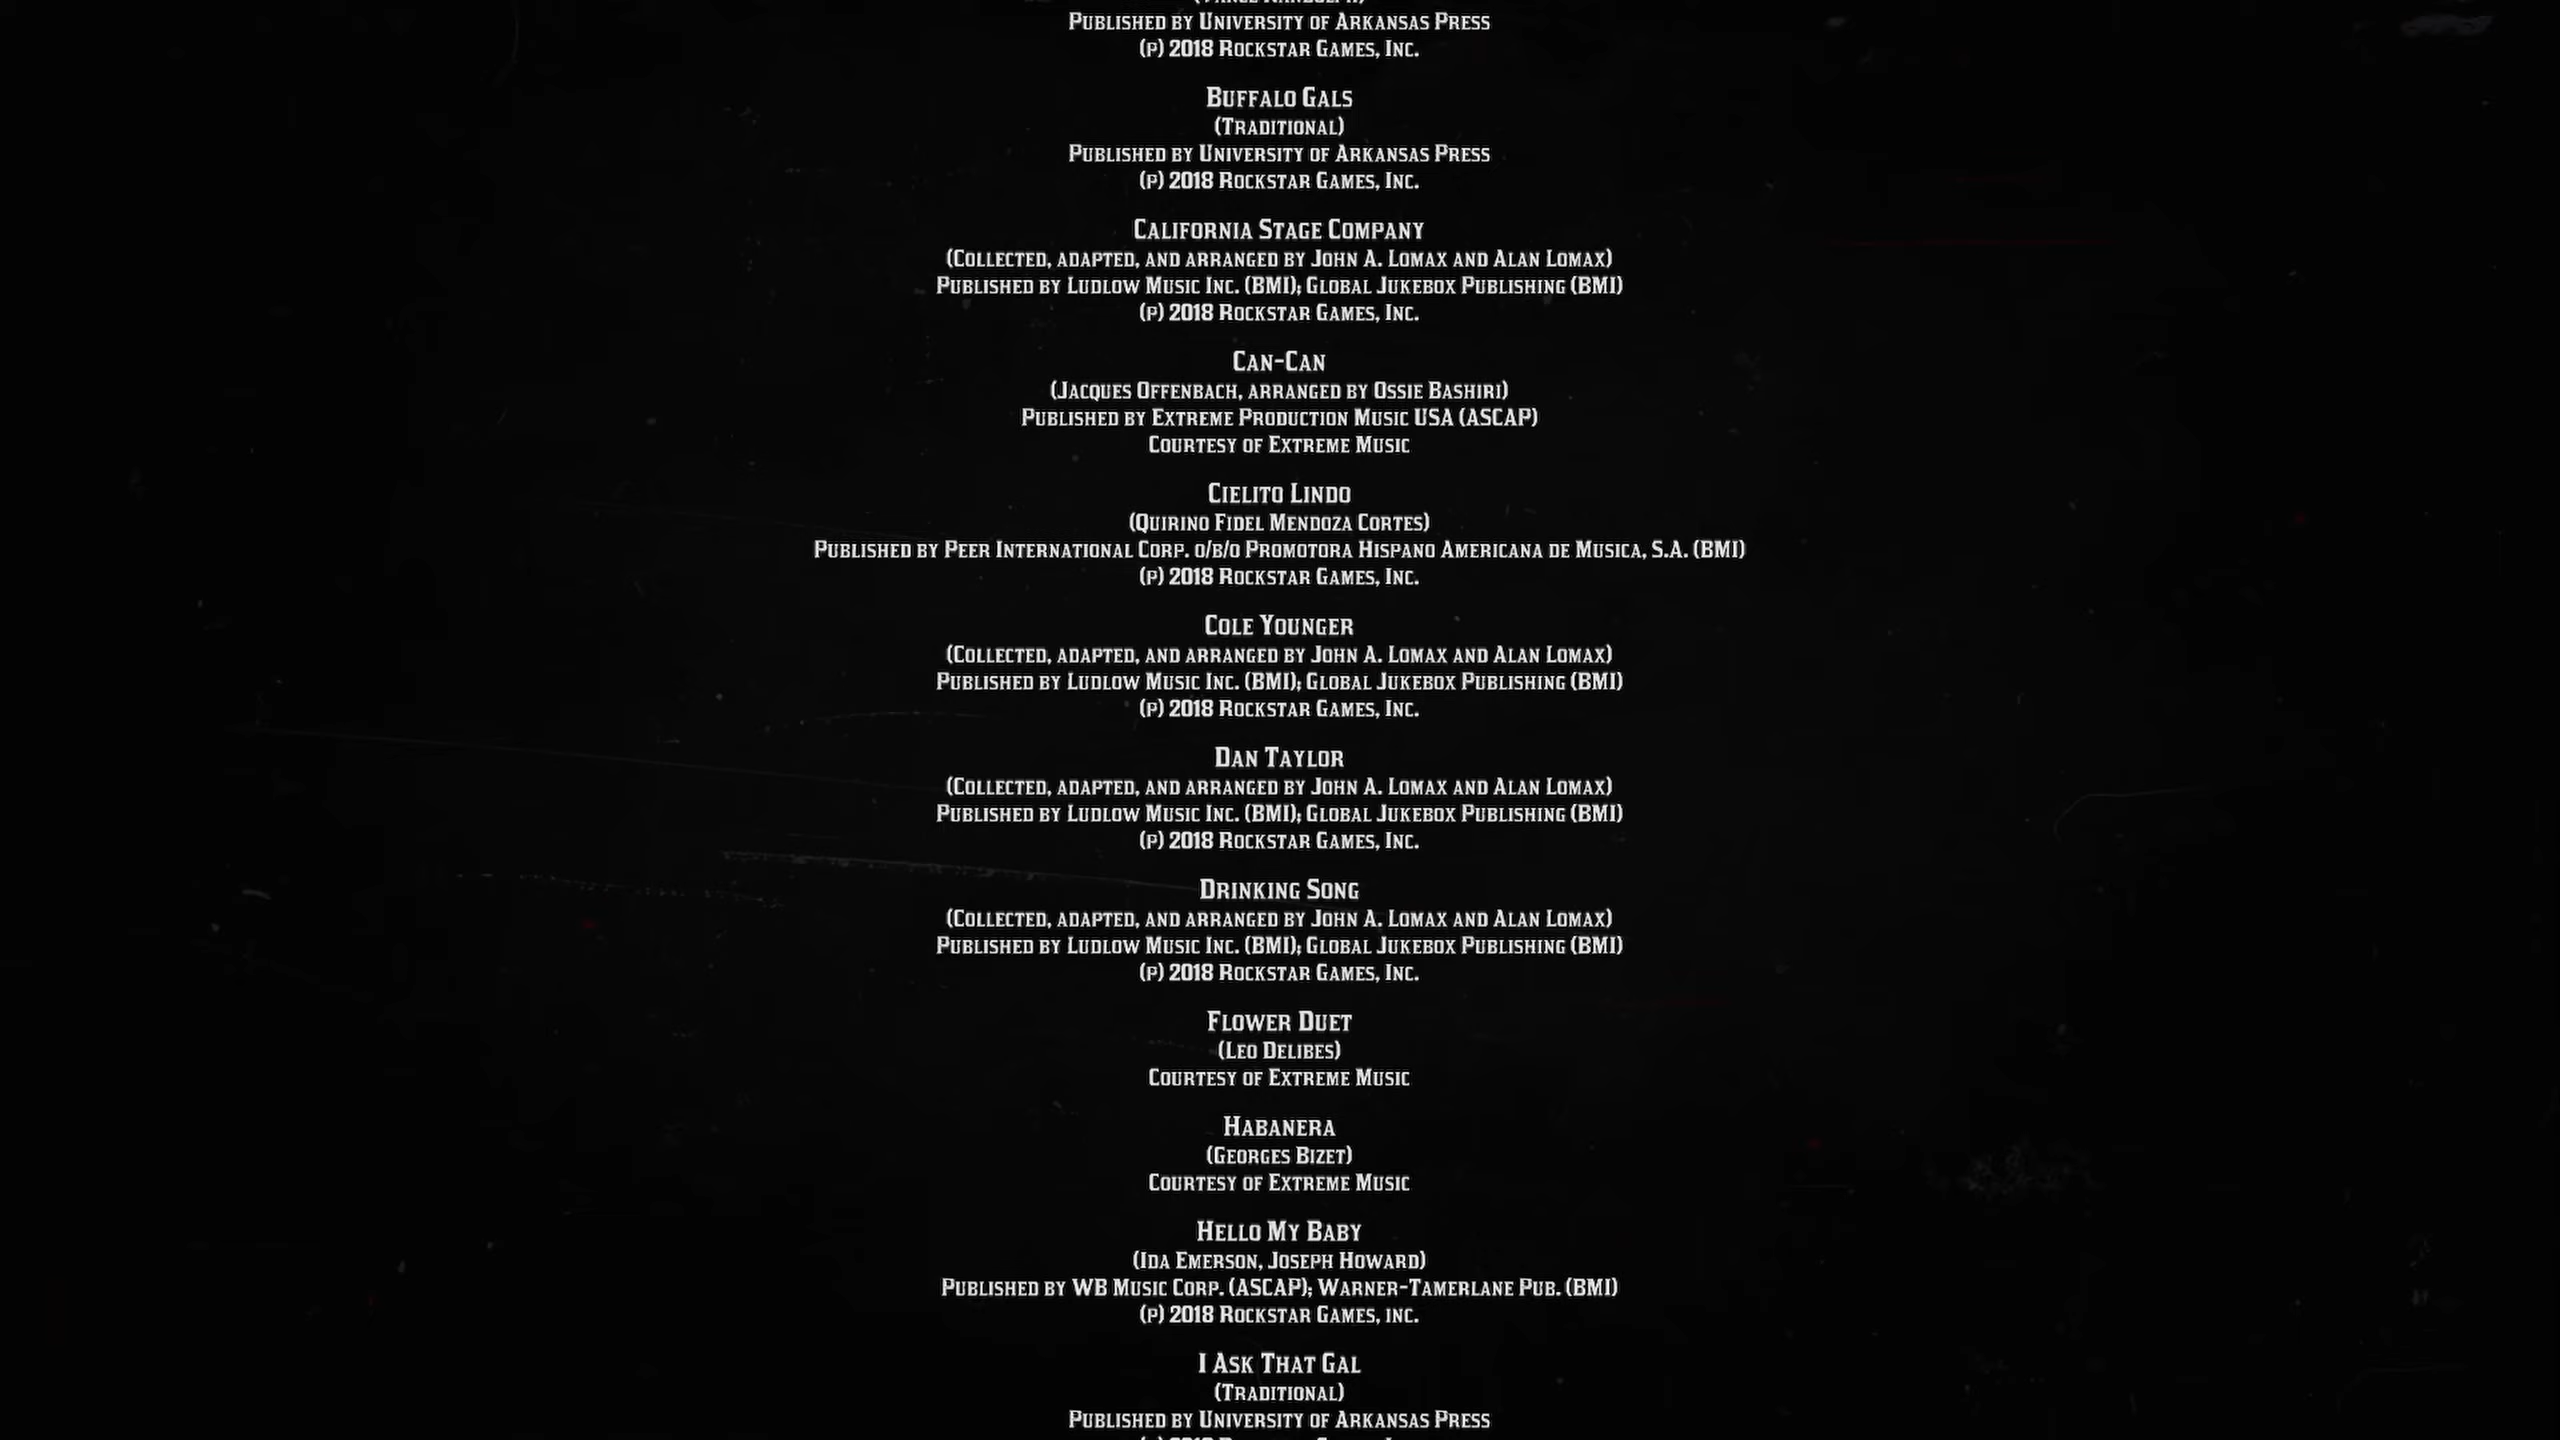 Published by University of Arkansas Press
(P) 2018 Rockstar Games, Inc.
Buffalo Gals
(Traditional)
Published by University of Arkansas Press
(P) 2018 Rockstar Games, Inc.
California Stage Company
(Collected, adapted, and arranged by John A. Lomax and Alan Lomax)
Published by Ludlow Music Inc. (BMI); Global Jukebox Publishing (BMI)
(P) 2018 Rockstar Games, Inc.
Can-Can
(Jacques Offenbach, arranged by Ossie Bashiri)
Published by Extreme Production Music USA (ASCAP)
Courtesy of Extreme Music
Cielito Lindo
(Quirino Fidel Mendoza Cortes)
Published by Peer International Corp. o/b/o Promotora Hispano Americana de Musica, S.A. (BMI)
(P) 2018 Rockstar Games, Inc.
Cole Younger
(Collected, adapted, and arranged by John A. Lomax and Alan Lomax)
Published by Ludlow Music Inc. (BMI); Global Jukebox Publishing (BMI)
(P) 2018 Rockstar Games, Inc.
Dan Taylor
(Collected, adapted, and arranged by John A. Lomax and Alan Lomax)
Published by Ludlow Music Inc. (BMI); Global Jukebox Publishing (BMI)
(P) 2018 Rockstar Games, Inc.
Drinking Song
(Collected, adapted, and arranged by John A. Lomax and Alan Lomax)
Published by Ludlow Music Inc. (BMI); Global Jukebox Publishing (BMI)
(P) 2018 Rockstar Games, Inc.
Flower Duet
(Leo Delibes)
Courtesy of Extreme Music
Habanera
(Georges Bizet)
Courtesy of Extreme Music
Hello My Baby
(Ida Emerson, Joseph Howard)
Published by WB Music Corp. (ASCAP); Warner-Tamerlane Pub. (BMI)
(P) 2018 Rockstar Games, inc.
I Ask That Gal
(Traditional)
Published by University of Arkansas Press